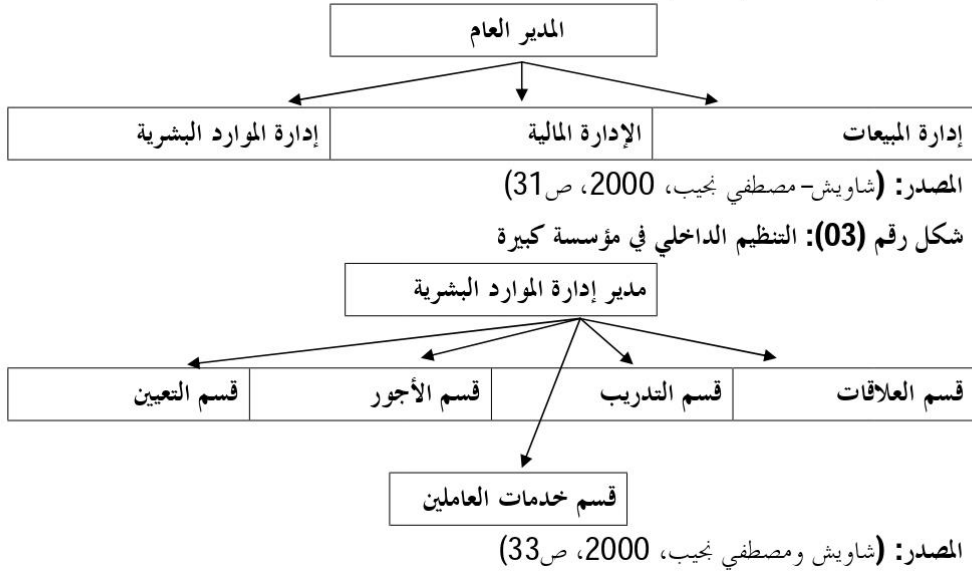 المدير العام
إدارة المبيعات الإدارة المالية إدارة الموارد البشرية
المصدر: (شاويش- مصطفي نجيب، 2000، ص31)
شكل رقم (03): التنظيم الداخلي في مؤسسة كبيرة
مدير إدارة الموارد البشرية
قسم العلاقات قسم التدريب قسم الأجور قسم التعيين
قسم خدمات العاملين
المصدر: (شاويش ومصطفي نجيب، 2000، ص33)